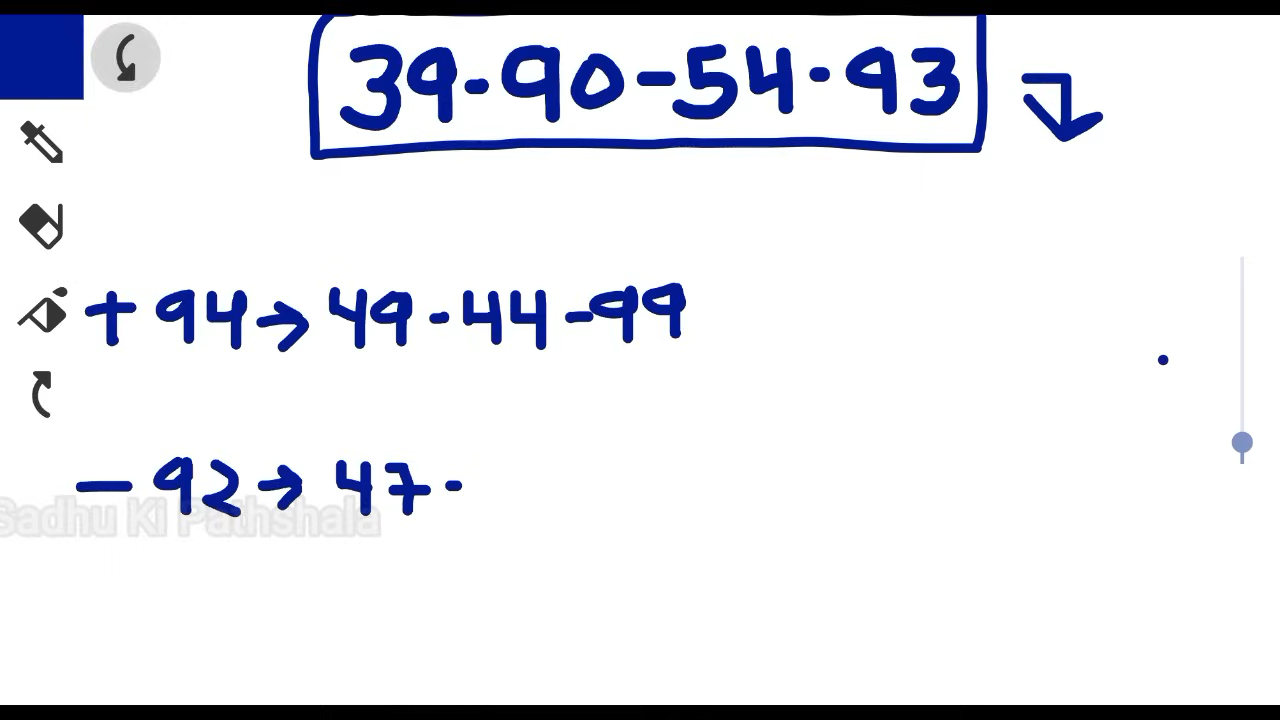 39-90-54-93
+ 94 → 49-44-99
- 92 → 47-
Sadhu Ki Pathshala